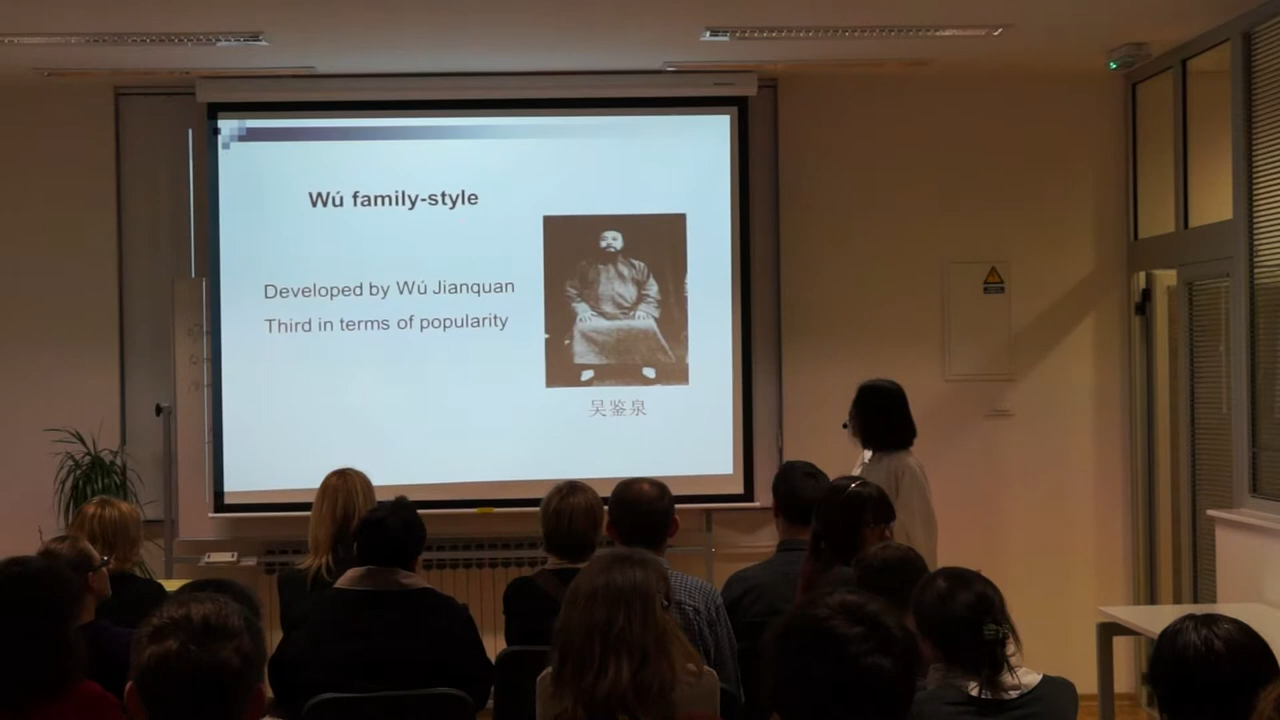 Wú family-style
Developed by Wú Jianquan
Third in terms of popularity
吴鉴泉